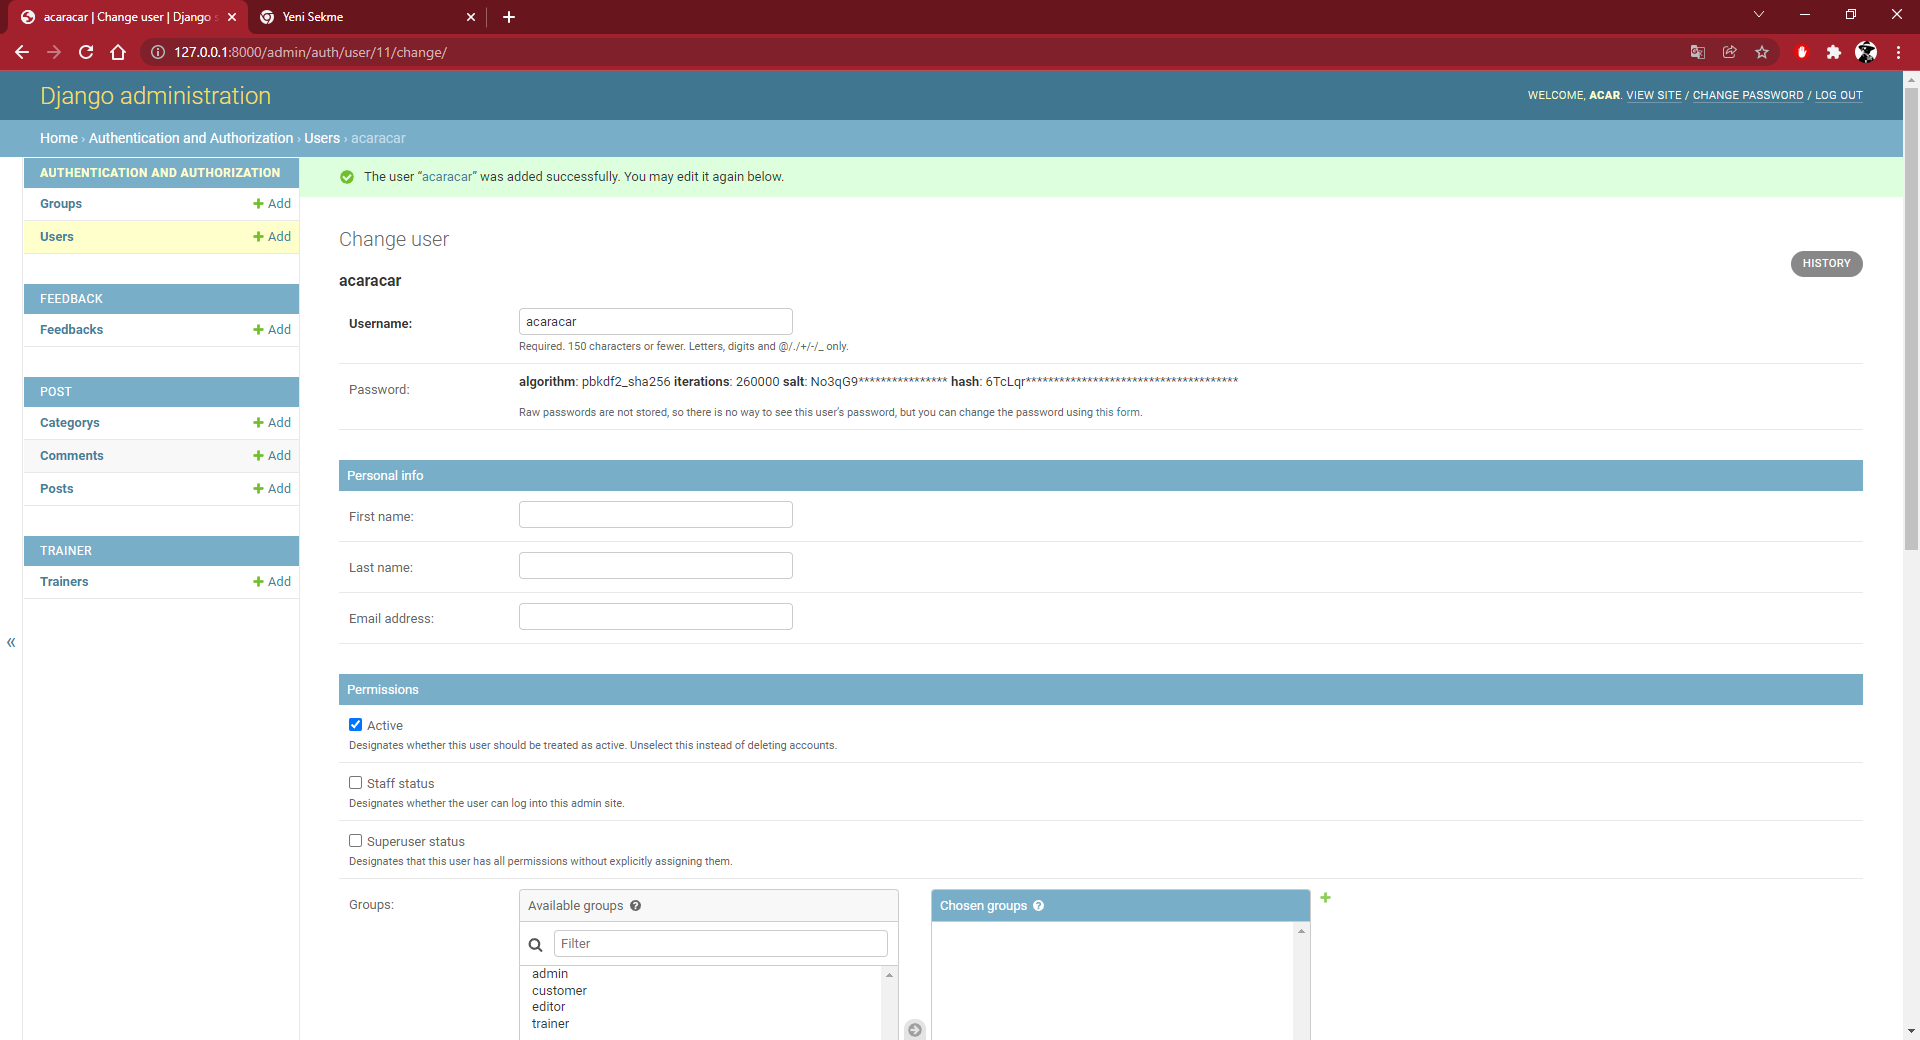 acaracar | Change user | Django s
Yeni Sekme
127.0.0.1:8000/admin/auth/user/11/change/
Django administration
WELCOME, ACAR. VIEW SITE / CHANGE PASSWORD / LOG OUT
Home › Authentication and Authorization › Users › acaracar
AUTHENTICATION AND AUTHORIZATION
Groups
Add
Users
Add
FEEDBACK
Feedbacks
Add
POST
Categorys
Add
Comments
Add
Posts
Add
TRAINER
Trainers
Add
«
The user “acaracar” was added successfully. You may edit it again below.
Change user
HISTORY
acaracar
Username:
acaracar
Required. 150 characters or fewer. Letters, digits and @/./+/-/_ only.
Password:
algorithm: pbkdf2_sha256 iterations: 260000 salt: No3qG9**************** hash: 6TcLqr**************************************
Raw passwords are not stored, so there is no way to see this user’s password, but you can change the password using this form.
Personal info
First name:
Last name:
Email address:
Permissions
Active
Designates whether this user should be treated as active. Unselect this instead of deleting accounts.
Staff status
Designates whether the user can log into this admin site.
Superuser status
Designates that this user has all permissions without explicitly assigning them.
Groups:
Available groups ?
Filter
admin
customer
editor
trainer
Chosen groups ?